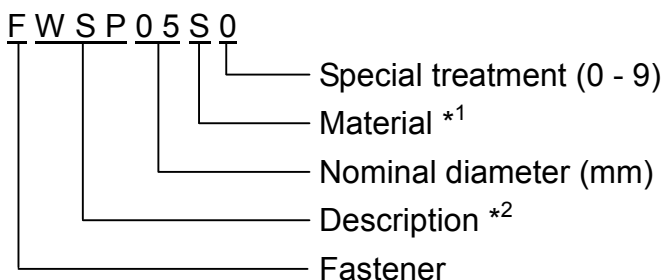 F W S P 0 5 S 0
Special treatment (0 - 9)
Material *1
Nominal diameter (mm)
Description *2
Fastener